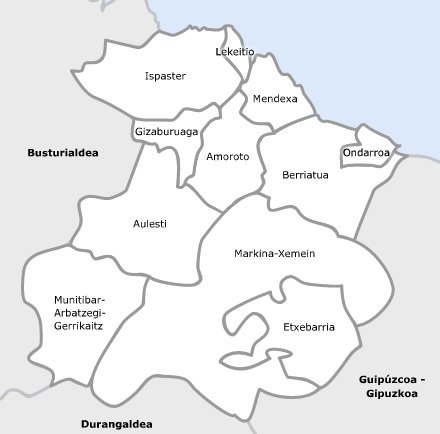 Lekeitio
Ispaster
Mendexa
Gizaburuaga
Busturialdea
Amoroto
Ondarroa
Berriatua
Aulesti
Markina-Xemein
Munitibar-
Arbatzegi-
Gerrikaitz
Etxebarria
Guipúzcoa -
Gipuzkoa
Durangaldea